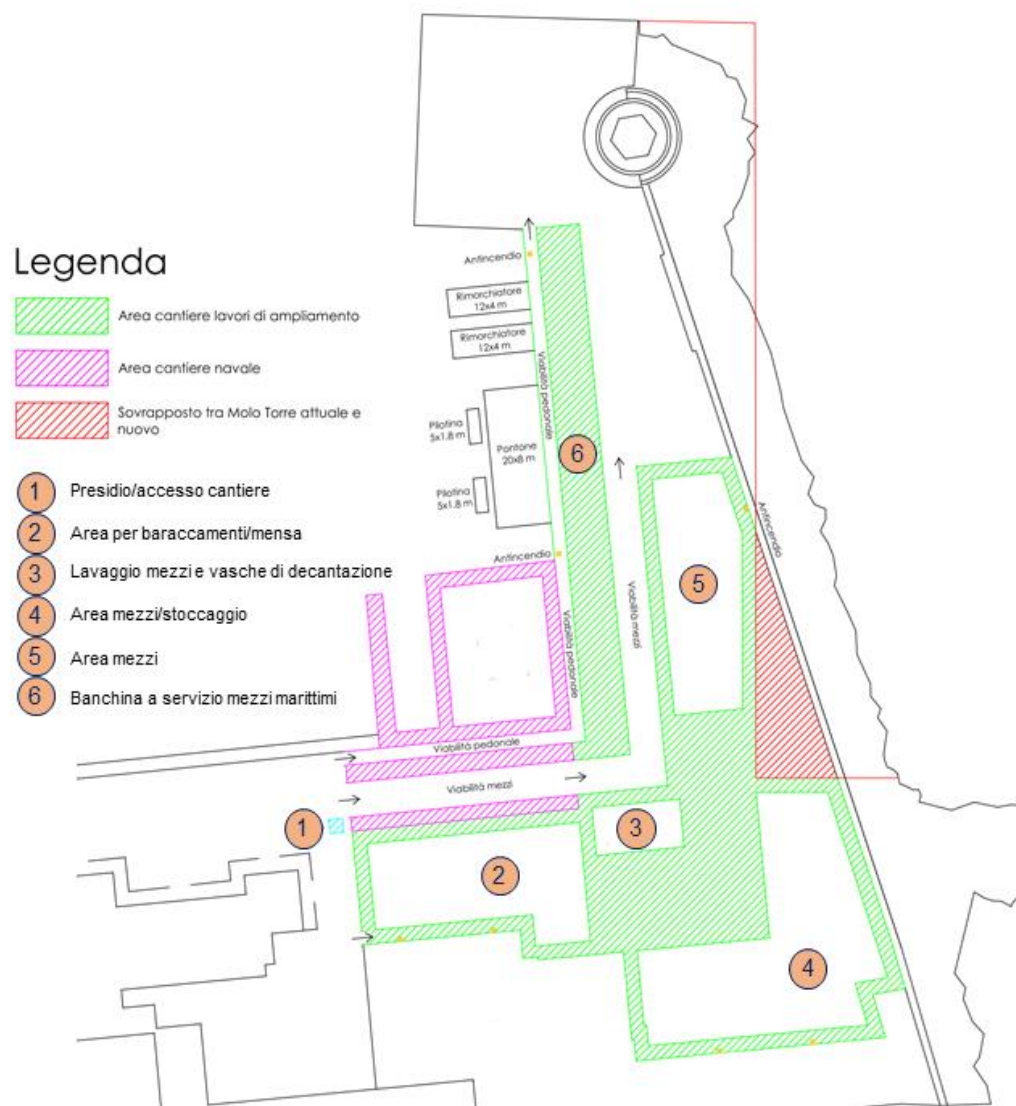 Legenda
Area cantiere lavori di ampliamento
Area cantiere navale
Sovrapposto tra Molo Torre attuale e
nuovo
1 Presidio/accesso cantiere
2 Area per baraccamenti/mensa
3 Lavaggio mezzi e vasche di decantazione
4 Area mezzi/stoccaggio
5 Area mezzi
6 Banchina a servizio mezzi marittimi
Antincendio
Rimorchiatore
12x4 m
Rimorchiatore
12x4 m
Viabilità pedonale
Pilotina
5x1.8 m
Pontone
20x8 m
6
Pilotina
5x1.8 m
Antincendio
Antincendio
5
Viabilità mezzi
Viabilità pedonale
Viabilità pedonale
Viabilità mezzi
1
3
2
4